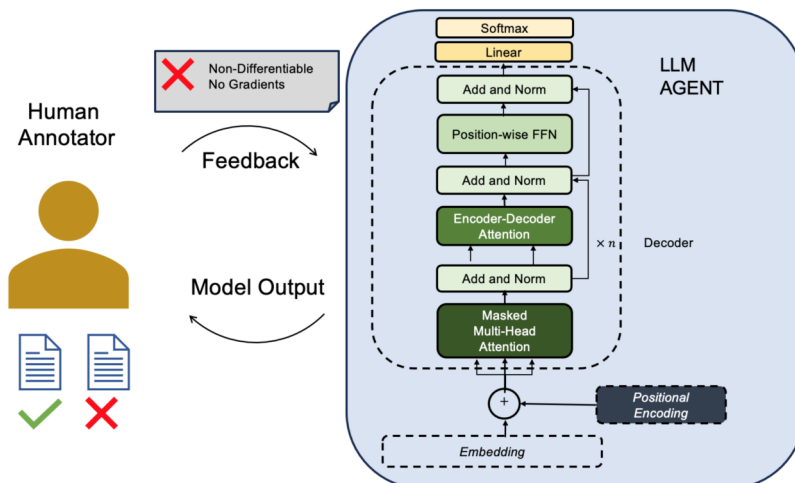 Softmax
Linear
Non-Differentiable
No Gradients
LLM
AGENT
Add and Norm
Human
Annotator
Position-wise FFN
Feedback
Add and Norm
Encoder-Decoder
Attention
× n
Decoder
Model Output
Add and Norm
Masked
Multi-Head
Attention
+
Positional
Encoding
Embedding